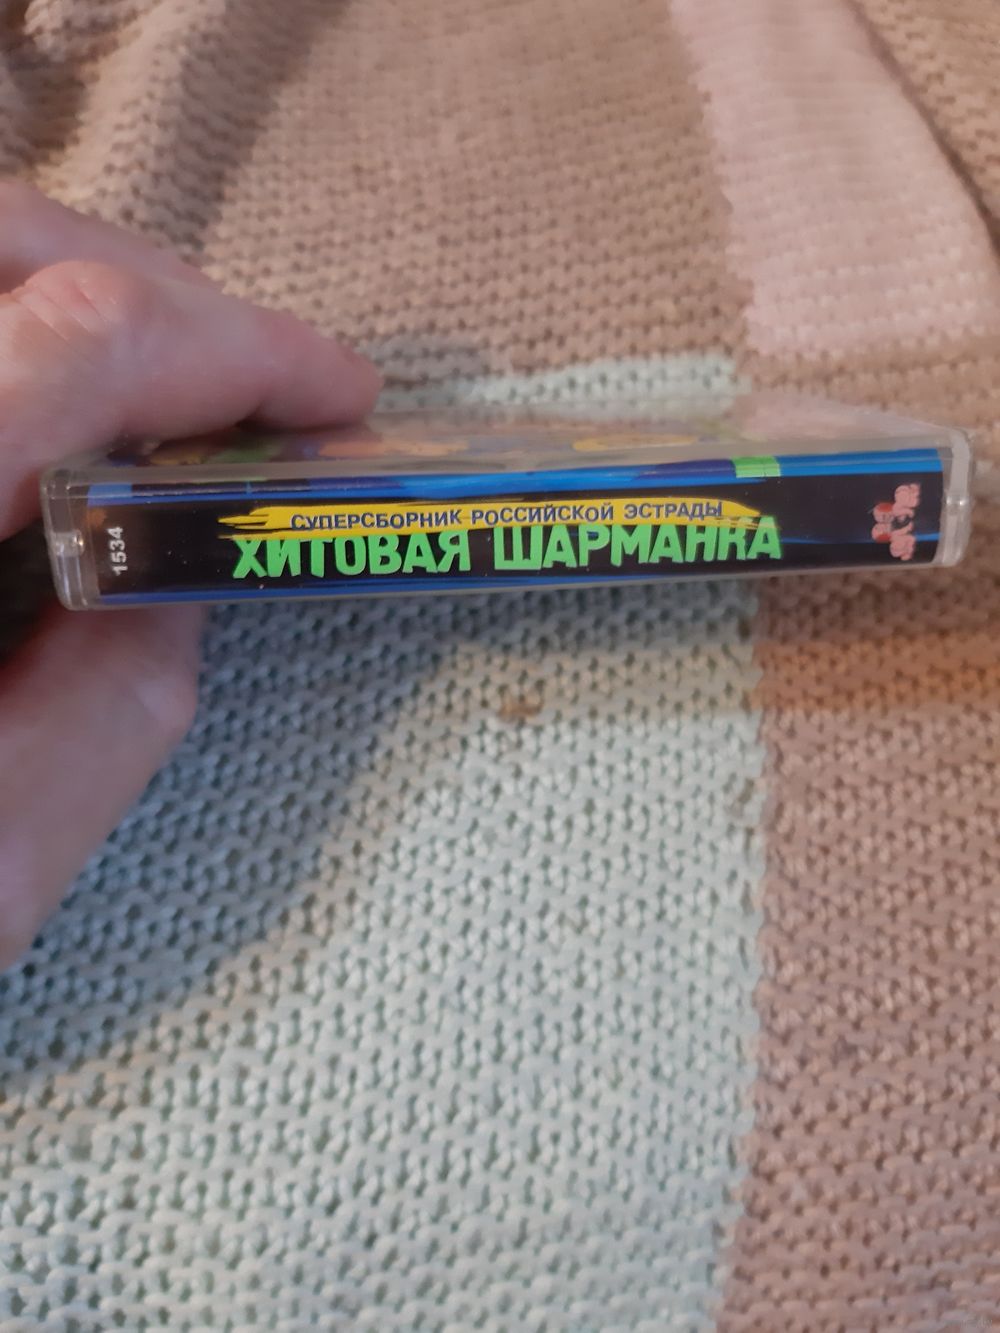 СУПЕРСБОРНИК РОССИЙСКОЙ ЭСТРАДЫ
ХИТОВАЯ ШАРМАНКА
1534